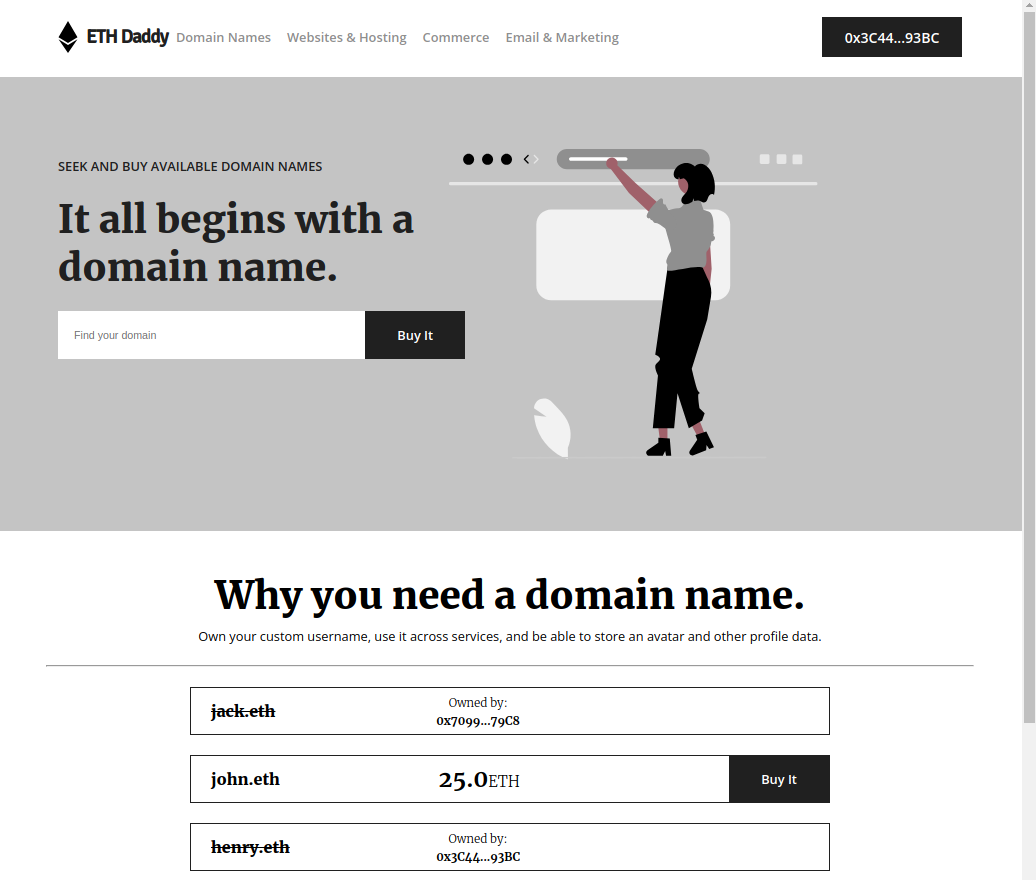 ETH Daddy Domain Names Websites & Hosting Commerce Email & Marketing 0x3C44...93BC
SEEK AND BUY AVAILABLE DOMAIN NAMES
It all begins with a
domain name.
Find your domain Buy It
Why you need a domain name.
Own your custom username, use it across services, and be able to store an avatar and other profile data.
jack.eth
Owned by:
0x7099...79C8
john.eth 25.0ETH Buy It
henry.eth
Owned by:
0x3C44...93BC